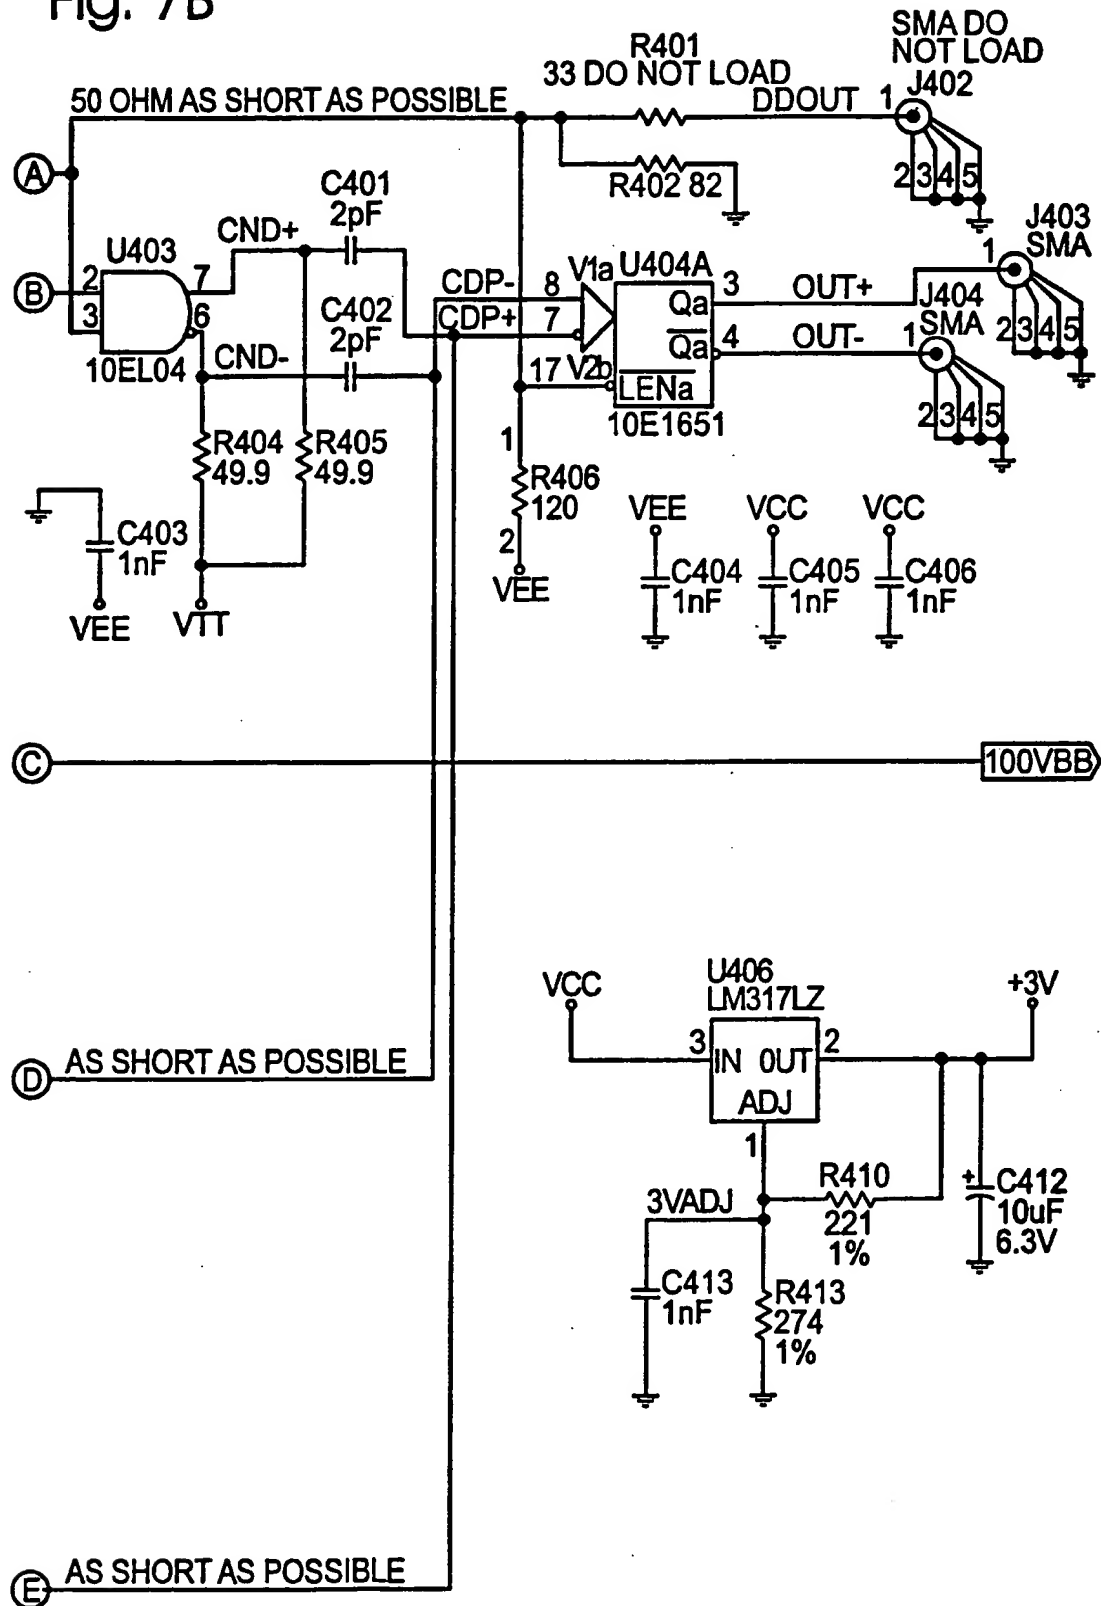 Fig. 7B
SMA DO
NOT LOAD
J402
R401
33 DO NOT LOAD
50 OHM AS SHORT AS POSSIBLE
DDOUT
1
A
R402 82
2 3 4 5
C401
2pF
CND+
J403
SMA
U403
7
V1a
U404A
1
B
2
CDP-
8
Qa
3
OUT+
J404
SMA
3
6
C402
2pF
CDP+
7
Qa
4
OUT-
1
2 3 4 5
10EL04
CND-
17
V2b
LENa
10E1651
2 3 4 5
1
R404
49.9
R405
49.9
R406
120
VEE
VCC
VCC
C403
1nF
2
C404
1nF
C405
1nF
C406
1nF
VEE
VEE
VTT
C
100VBB
U406
LM317LZ
VCC
+3V
3
IN
OUT
2
D
AS SHORT AS POSSIBLE
ADJ
1
R410
221
1%
+
C412
10uF
6.3V
3VADJ
C413
1nF
R413
274
1%
E
AS SHORT AS POSSIBLE